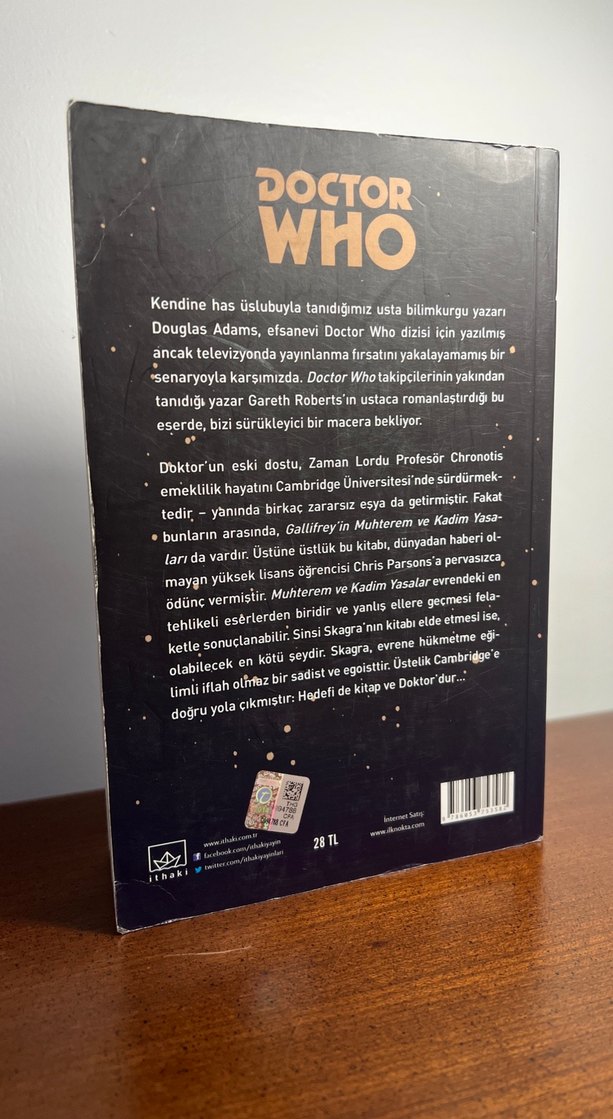 DOCTOR
WHO
Kendine has üslubuyla tanıdığımız usta bilimkurgu yazarı
Douglas Adams, efsanevi Doctor Who dizisi için yazılmış
ancak televizyonda yayınlanma fırsatını yakalayamamış bir
senaryoyla karşımızda. Doctor Who takipçilerinin yakından
tanıdığı yazar Gareth Roberts'ın ustaca romanlaştırdığı bu
eserde, bizi sürükleyici bir macera bekliyor.
Doktor'un eski dostu, Zaman Lordu Profesör Chronotis
emeklilik hayatını Cambridge Üniversitesi'nde sürdürmek-
tedir – yanında birkaç zararsız eşya da getirmiştir. Fakat
bunların arasında, Gallifrey'in Muhterem ve Kadim Yasa-
ları da vardır. Üstüne üstlük bu kitabı, dünyadan haberi ol-
mayan yüksek lisans öğrencisi Chris Parsons'a pervasızca
ödünç vermiştir. Muhterem ve Kadim Yasalar evrendeki en
tehlikeli eserlerden biridir ve yanlış ellere geçmesi fela-
ketle sonuçlanabilir. Sinsi Skagra'nın kitabı elde etmesi ise,
olabilecek en kötü şeydir. Skagra, evrene hükmetme eği-
limli iflah olmaz bir sadist ve egoisttir. Üstelik Cambridge'e
doğru yola çıkmıştır: Hedefi de kitap ve Doktor'dur...
THG
194788
CFA
ithaki
www.ithaki.com.tr
facebook.com/ithakiyayin
twitter.com/ithakiyayinlari
28 TL
İnternet Satış:
www.ilknokta.com